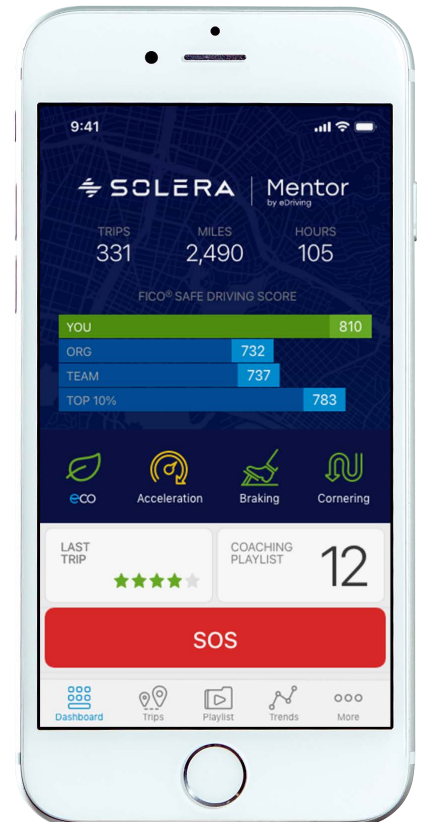 9:41
SOLERA Mentor
by eDriving
TRIPS MILES HOURS
331 2,490 105
FICO® SAFE DRIVING SCORE
YOU 810
ORG 732
TEAM 737
TOP 10% 783
eco Acceleration Braking Cornering
LAST TRIP
COACHING PLAYLIST
12
SOS
Dashboard Trips Playlist Trends More